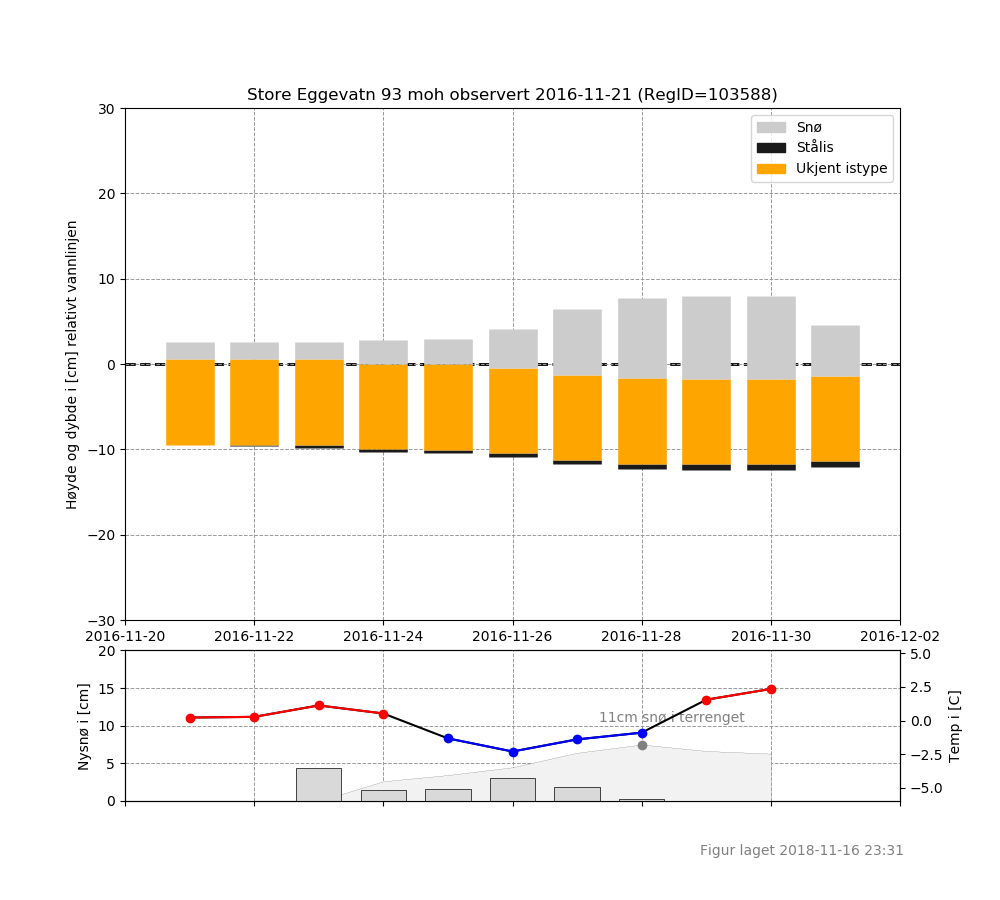 Store Eggevatn 93 moh observert 2016-11-21 (RegID=103588)
Høyde og dybde i [cm] relativt vannlinjen
30
20
10
0
−10
−20
−30
Snø
Stålis
Ukjent istype
2016-11-20 2016-11-22 2016-11-24 2016-11-26 2016-11-28 2016-11-30 2016-12-02
Nysnø i [cm]
20
15
10
5
0
11cm snø i terrenget
5.0
2.5
0.0
−2.5
−5.0
Temp i [C]
Figur laget 2018-11-16 23:31